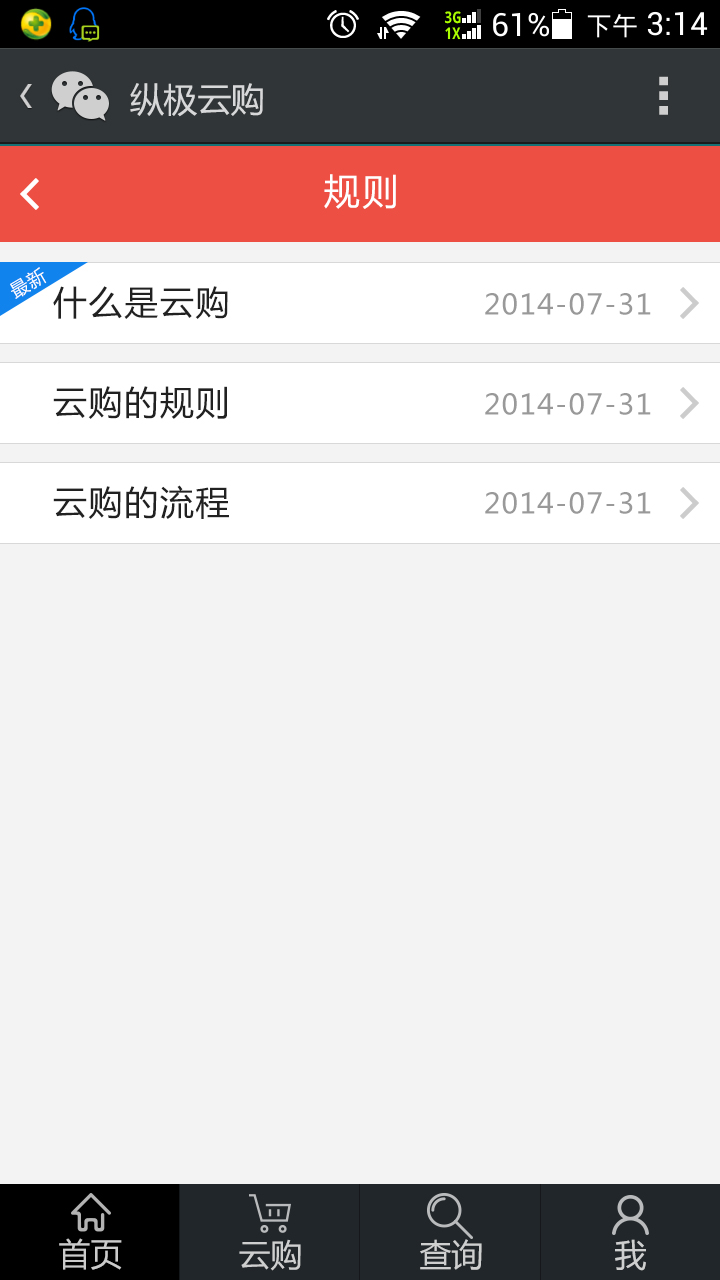 3G
1X
61%
下午 3:14
纵极云购
规则
最新
什么是云购 2014-07-31
云购的规则 2014-07-31
云购的流程 2014-07-31
首页 云购 查询 我